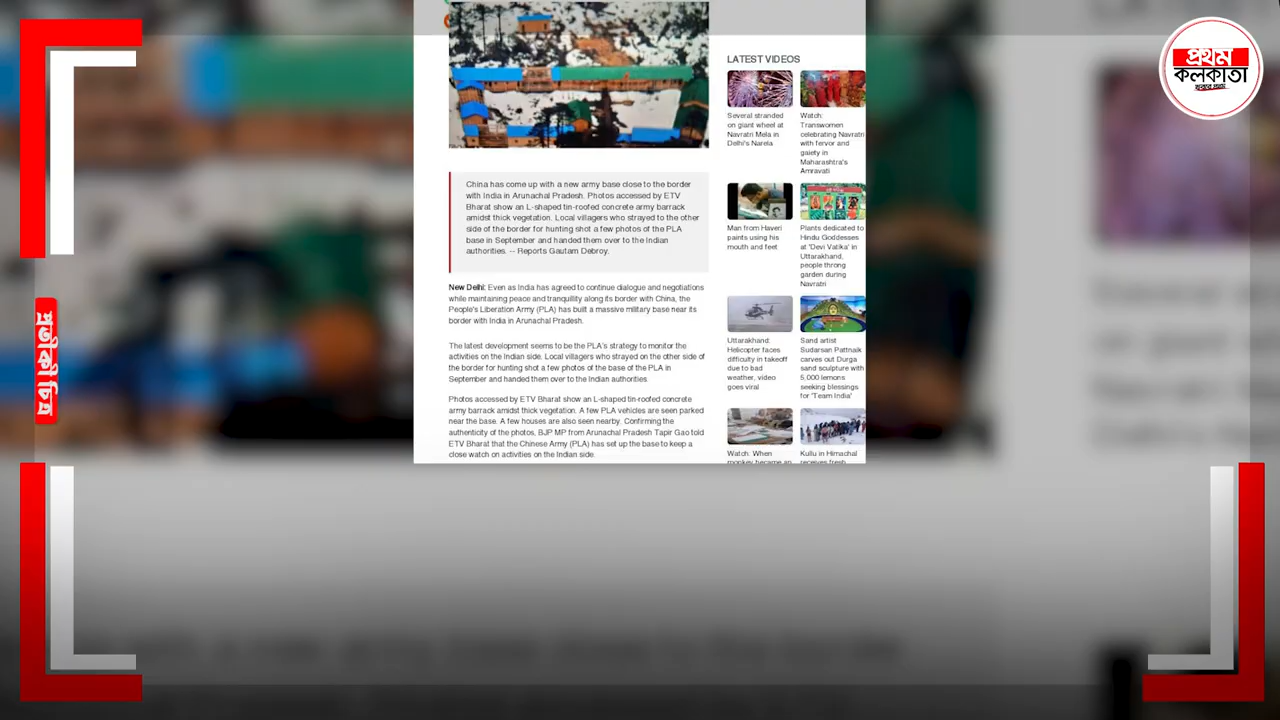 প্রথম
কলকাতা
প্রতীকী চিত্র
China has come up with a new army base close to the border
with India in Arunachal Pradesh. Photos accessed by ETV
Bharat show an L-shaped tin-roofed concrete army barrack
amidst thick vegetation. Local villagers who strayed to the other
side of the border for hunting shot a few photos of the PLA
base in September and handed them over to the Indian
authorities. -- Reports Gautam Debroy.
New Delhi: Even as India has agreed to continue dialogue and negotiations
while maintaining peace and tranquility along its border with China, the
People's Liberation Army (PLA) has built a massive military base near its
border with India in Arunachal Pradesh.
The latest development seems to be the PLA's strategy to monitor the
activities on the Indian side. Local villagers who strayed on the other side of
the border for hunting shot a few photos of the base of the PLA in
September and handed them over to the Indian authorities.
Photos accessed by ETV Bharat show an L-shaped tin-roofed concrete
army barrack amidst thick vegetation. A few PLA vehicles are seen parked
near the base. A few houses are also seen nearby. Confirming the
authenticity of the photos, BJP MP from Arunachal Pradesh Tapir Gao told
ETV Bharat that the Chinese Army (PLA) has set up the base to keep a
close watch on activities on the Indian side.
LATEST VIDEOS
Several stranded
on giant wheel at
Navratri Mela in
Delhi's Narela
Watch:
Transwomen
celebrating Navratri
with fervor and
gaiety in
Maharashtra's
Amravati
Man from Haveri
paints using his
mouth and feet
Plants dedicated to
Hindu Goddesses
at 'Devi Vatika' in
Uttarakhand,
people throng
garden during
Navratri
Uttarakhand:
Helicopter faces
difficulty in takeoff
due to bad
weather, video
goes viral
Sand artist
Sudarsan Pattnaik
carves out Durga
sand sculpture with
5,000 lemons
seeking blessings
for 'Team India'
Watch: When
monkey became an
Kullu in Himachal
receives fresh